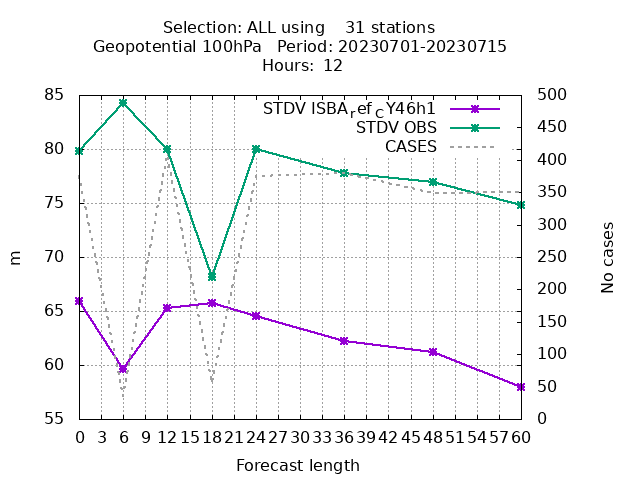 Selection: ALL using    31 stations
Geopotential 100hPa   Period: 20230701-20230715
Hours:  12
STDV ISBA_ref_CY46h1
STDV OBS
CASES
85
80
75
70
65
60
55
m
500
450
400
350
300
250
200
150
100
50
0
No cases
0 3 6 9 12 15 18 21 24 27 30 33 36 39 42 45 48 51 54 57 60
Forecast length